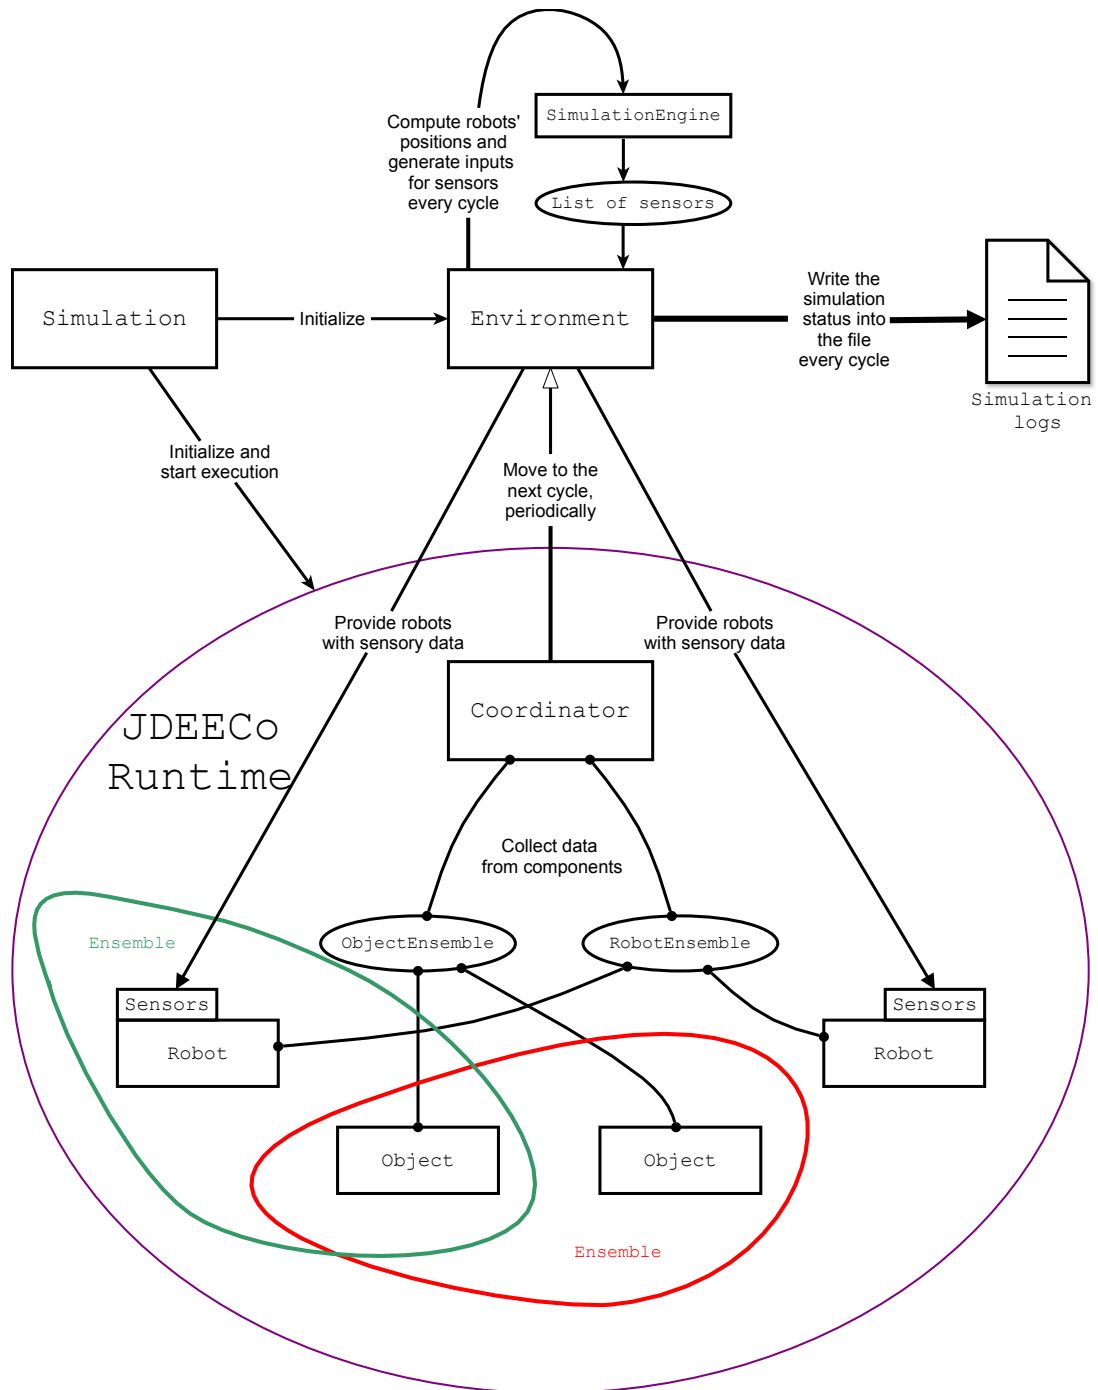 Compute robots'
positions and
generate inputs
for sensors
every cycle
SimulationEngine
List of sensors
Simulation
Initialize
Environment
Write the
simulation
status into
the file
every cycle
Simulation
logs
Initialize and
start execution
Move to the
next cycle,
periodically
Provide robots
with sensory data
Provide robots
with sensory data
JDEECo
Runtime
Coordinator
Collect data
from components
Ensemble
ObjectEnsemble
RobotEnsemble
Sensors
Robot
Sensors
Robot
Object
Object
Ensemble